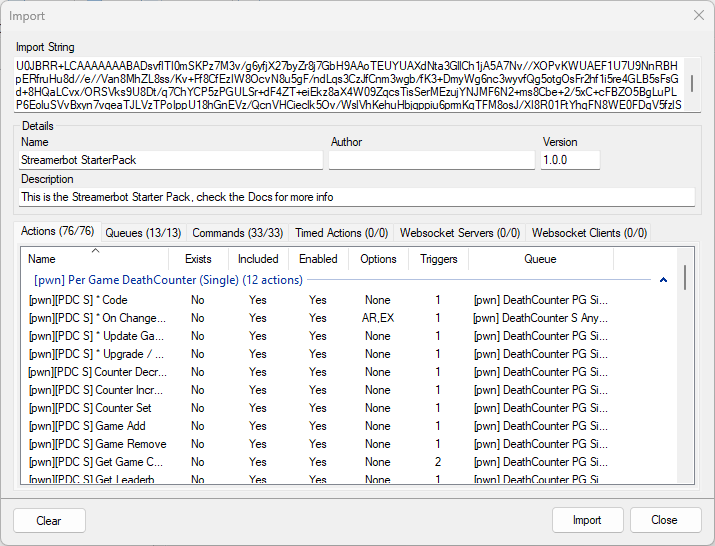 Import
Import String
U0JBRR+LCAAAAAAABADsvflTI0mSKPz7M3v/g6yfjX27byZr8j7GbH9AAoTEUYUAXdNta3GllCh1jA5A7Nv//XOPvKWUAEF1U7U9NnRBH
pERfruHu8d//e//Van8MhZL8ss/Kv+Ff8CfEzIW8OcvN8u5gF/ndLqs3CzJfCnm3wgb/fK3+DmyWg6nc3wyvfQg5otgOsFr2hf1i5re4GLB5sFsG
d+8HQaLCvx/ORSVks9U8Dt/q7ChYCP5zPGULSr+dF4ZT+eiEkz8aX4W09ZqcsTisSerMEzujYNJMF6N2+ms8Cbe+2/5xC+cFBZO5BgLuPL
Details
Name
Author
Version
Streamerbot StarterPack
1.0.0
Description
This is the Streamerbot Starter Pack, check the Docs for more info
Actions (76/76) Queues (13/13) Commands (33/33) Timed Actions (0/0) Websocket Servers (0/0) Websocket Clients (0/0)
Name Exists Included Enabled Options Triggers Queue
[pwn] Per Game DeathCounter (Single) (12 actions)
[pwn][PDC S] * Code No Yes Yes None 1 [pwn] DeathCounter PG Si...
[pwn][PDC S] * On Change... No Yes Yes AR,EX 1 [pwn] DeathCounter S Any...
[pwn][PDC S] * Update Ga... No Yes Yes None 1 [pwn] DeathCounter PG Si...
[pwn][PDC S] * Upgrade / ... No Yes Yes None 1 [pwn] DeathCounter PG Si...
[pwn][PDC S] Counter Decr... No Yes Yes None 1 [pwn] DeathCounter PG Si...
[pwn][PDC S] Counter Incr... No Yes Yes None 1 [pwn] DeathCounter PG Si...
[pwn][PDC S] Counter Set No Yes Yes None 1 [pwn] DeathCounter PG Si...
[pwn][PDC S] Game Add No Yes Yes None 1 [pwn] DeathCounter PG Si...
[pwn][PDC S] Game Remove No Yes Yes None 1 [pwn] DeathCounter PG Si...
[pwn][PDC S] Get Game C... No Yes Yes None 2 [pwn] DeathCounter PG Si...
[pwn][PDC S] Get Leaderb... No Yes Yes None 1 [pwn] DeathCounter PG Si...
Clear
Import
Close